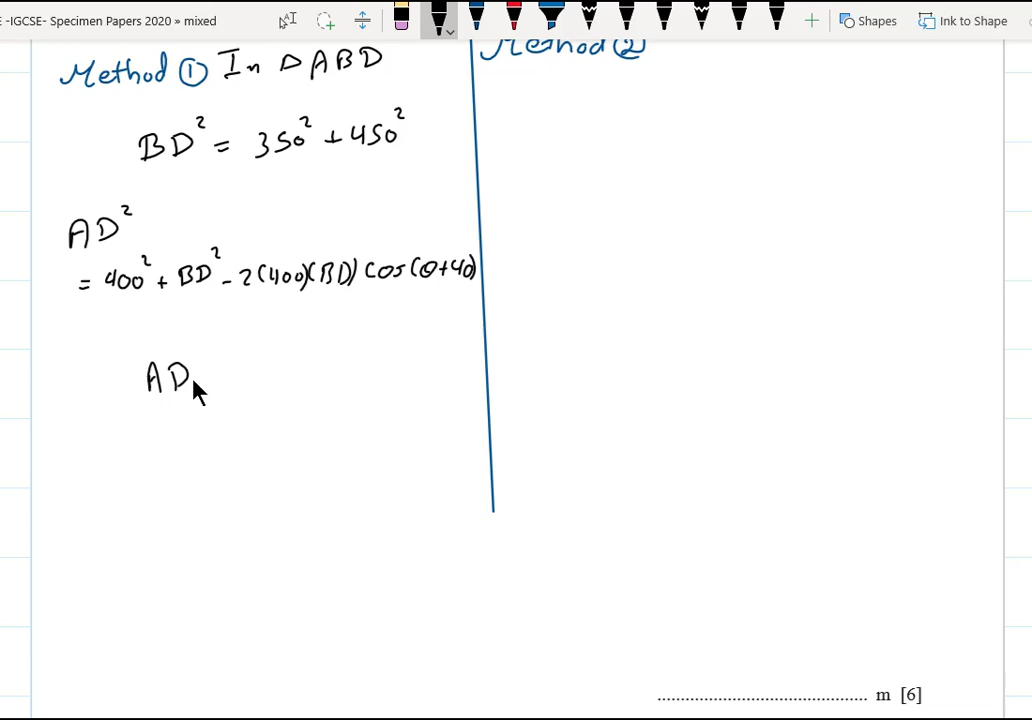 E -IGCSE- Specimen Papers 2020 » mixed
Shapes
Ink to Shape
Method ① In △ABD
BD² = 350² + 450²
AD²
= 400² + BD² - 2(400)(BD) cos(θ+40)
AD
Method ②
.............................................. m [6]